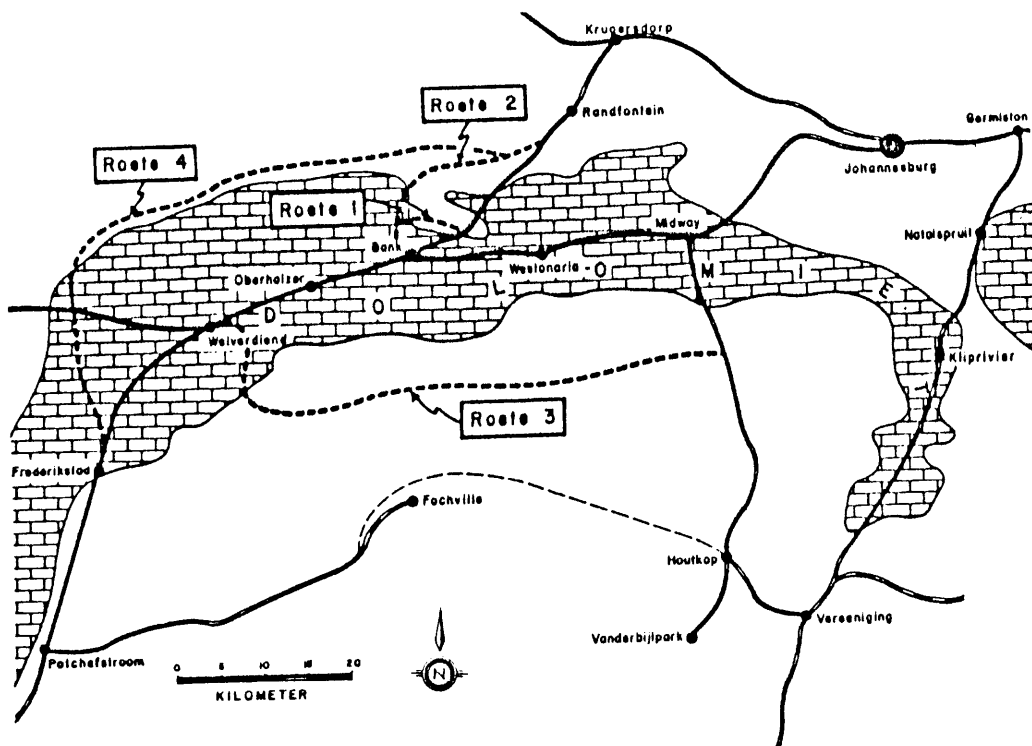 Krugersdorp
Roete 2
Randfontein
Germiston
Roete 4
Johannesburg
Roete 1
Midway
Natalspruit
Bank
Westonaria
Oberholzer
DOLOMIET
Welverdiend
Kliprivier
Roete 3
Frederikstad
Fochville
Houtkop
Vereeniging
Vanderbijlpark
Potchefstroom
0 5 10 15 20
KILOMETER
N